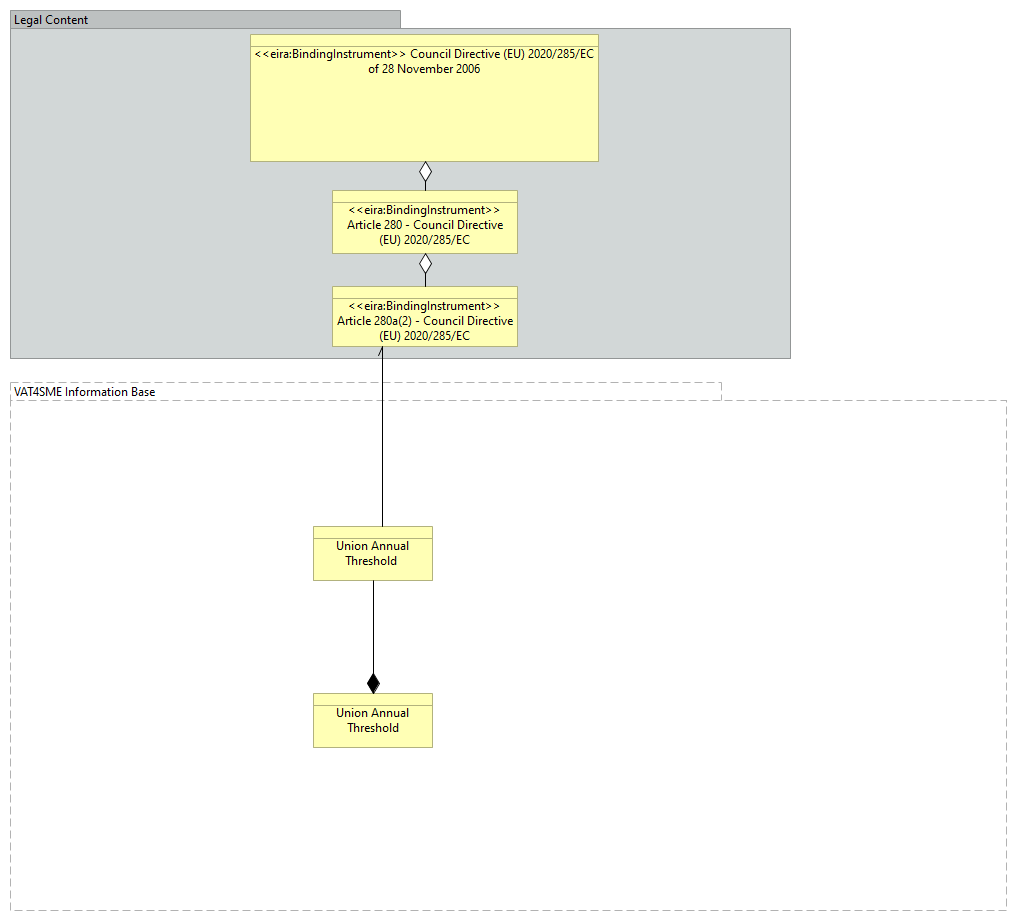 Legal Content
<<eira:BindingInstrument>> Council Directive (EU) 2020/285/EC
of 28 November 2006
<<eira:BindingInstrument>>
Article 280 - Council Directive
(EU) 2020/285/EC
<<eira:BindingInstrument>>
Article 280a(2) - Council Directive
(EU) 2020/285/EC
VAT4SME Information Base
Union Annual
Threshold
Union Annual
Threshold